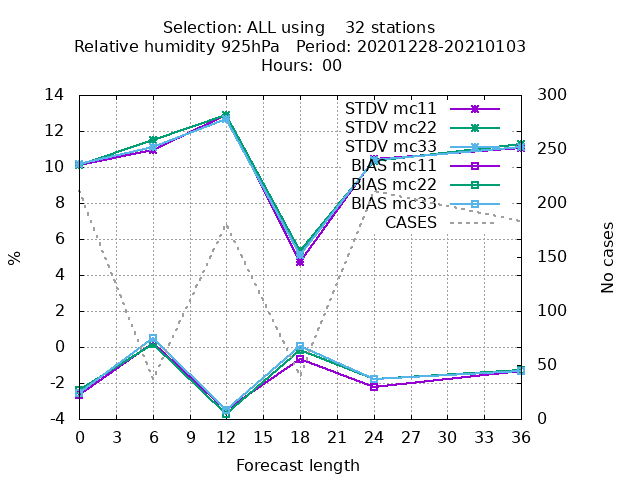 Selection: ALL using    32 stations
Relative humidity 925hPa   Period: 20201228-20210103
Hours: 00
14
12
10
8
6
4
2
0
-2
-4
%
300
250
200
150
100
50
0
No cases
STDV mc11
STDV mc22
STDV mc33
BIAS mc11
BIAS mc22
BIAS mc33
CASES
0 3 6 9 12 15 18 21 24 27 30 33 36
Forecast length